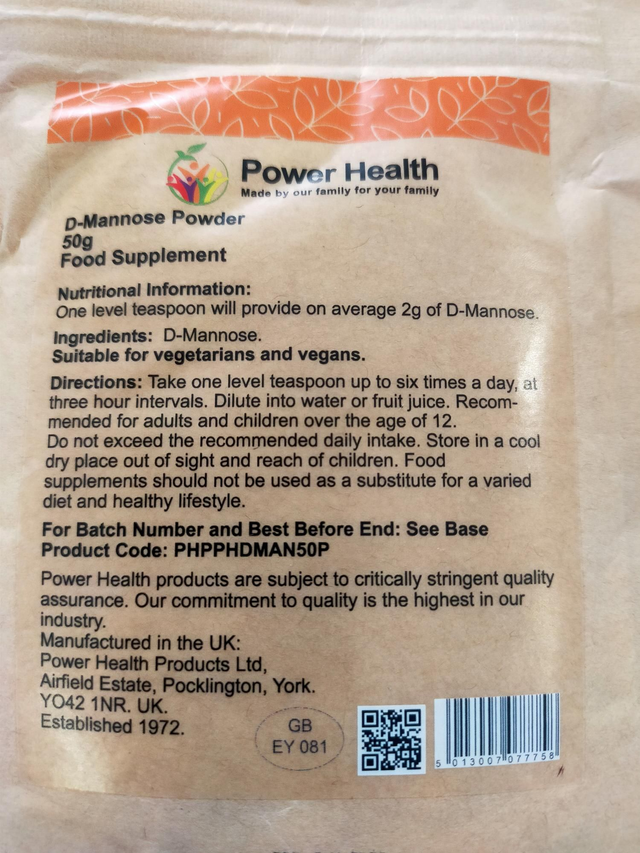 Power Health
Made by our family for your family
D-Mannose Powder
50g
Food Supplement
Nutritional Information:
One level teaspoon will provide on average 2g of D-Mannose.
Ingredients: D-Mannose.
Suitable for vegetarians and vegans.
Directions: Take one level teaspoon up to six times a day, at
three hour intervals. Dilute into water or fruit juice. Recom-
mended for adults and children over the age of 12.
Do not exceed the recommended daily intake. Store in a cool
dry place out of sight and reach of children. Food
supplements should not be used as a substitute for a varied
diet and healthy lifestyle.
For Batch Number and Best Before End: See Base
Product Code: PHPPHDMAN50P
Power Health products are subject to critically stringent quality
assurance. Our commitment to quality is the highest in our
industry.
Manufactured in the UK:
Power Health Products Ltd,
Airfield Estate, Pocklington, York.
YO42 1NR. UK.
Established 1972.
GB
EY 081
5 013007 077758